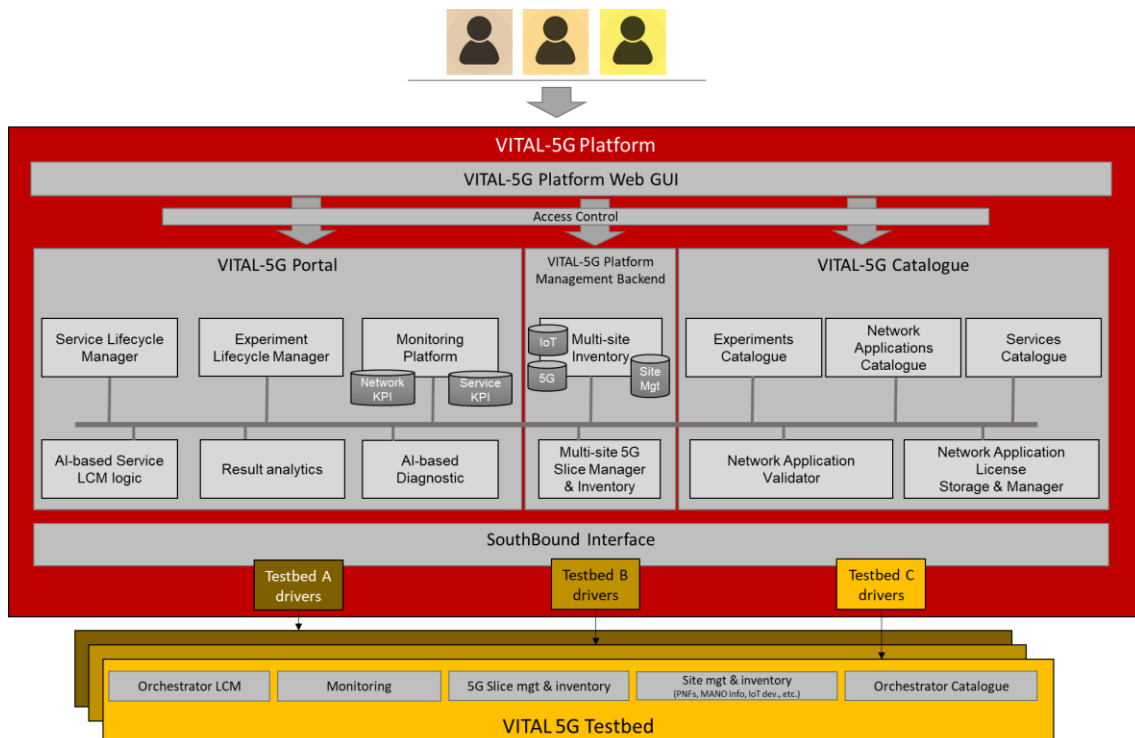 VITAL-5G Platform
VITAL-5G Platform Web GUI
Access Control
VITAL-5G Portal
VITAL-5G Platform
Management Backend
VITAL-5G Catalogue
Service Lifecycle
Manager
Experiment
Lifecycle Manager
Monitoring
Platform
Network
KPI
Service
KPI
IoT
5G
Multi-site
Inventory
Site
Mgt
Experiments
Catalogue
Network
Applications
Catalogue
Services
Catalogue
AI-based Service
LCM logic
Result analytics
AI-based
Diagnostic
Multi-site 5G
Slice Manager
& Inventory
Network Application
Validator
Network Application
License
Storage & Manager
SouthBound Interface
Testbed A
drivers
Testbed B
drivers
Testbed C
drivers
Orchestrator LCM
Monitoring
5G Slice mgt & inventory
Site mgt & inventory
(PNFs, MANO info, IoT dev., etc.)
Orchestrator Catalogue
VITAL 5G Testbed